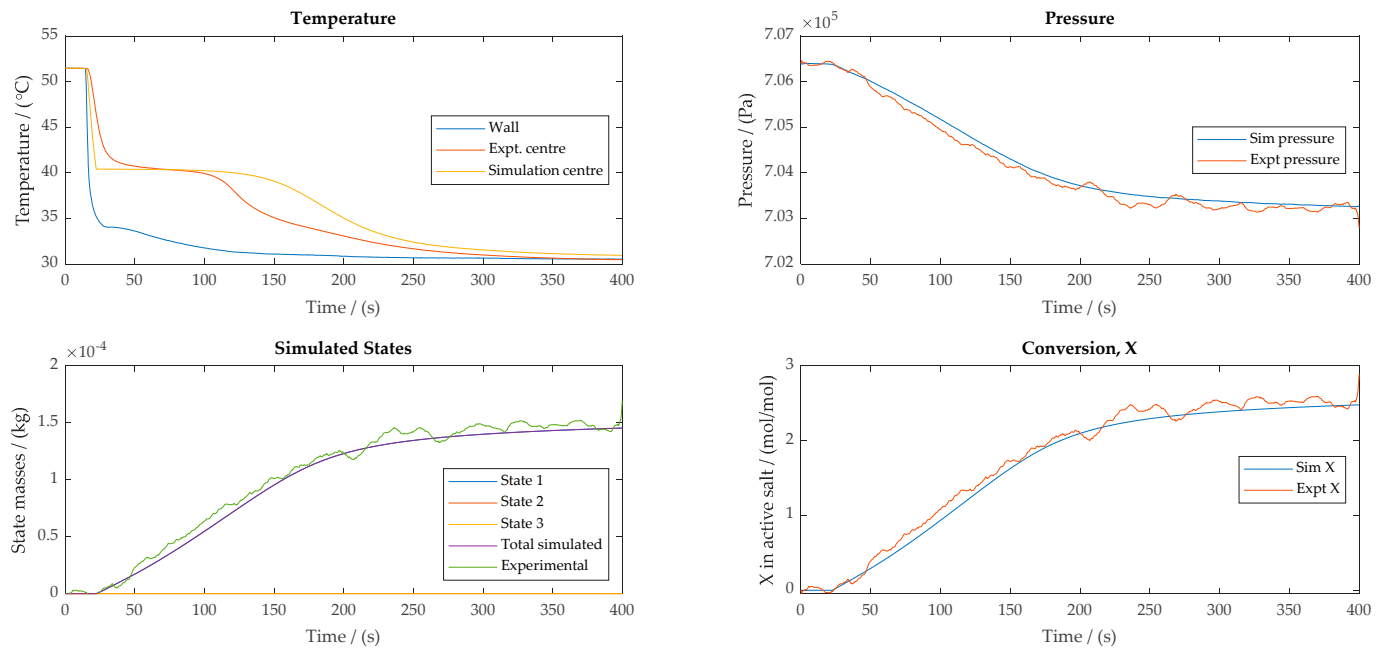 Temperature
55
50
45
40
35
30
Temperature / (°C)
0 50 100 150 200 250 300 350 400
Time / (s)
Wall
Expt. centre
Simulation centre
Pressure
×10⁵
7.07
7.06
7.05
7.04
7.03
7.02
Pressure / (Pa)
0 50 100 150 200 250 300 350 400
Time / (s)
Sim pressure
Expt pressure
Simulated States
×10⁻⁴
2
1.5
1
0.5
0
State masses / (kg)
0 50 100 150 200 250 300 350 400
Time / (s)
State 1
State 2
State 3
Total simulated
Experimental
Conversion, X
3
2
1
0
X in active salt / (mol/mol)
0 50 100 150 200 250 300 350 400
Time / (s)
Sim X
Expt X